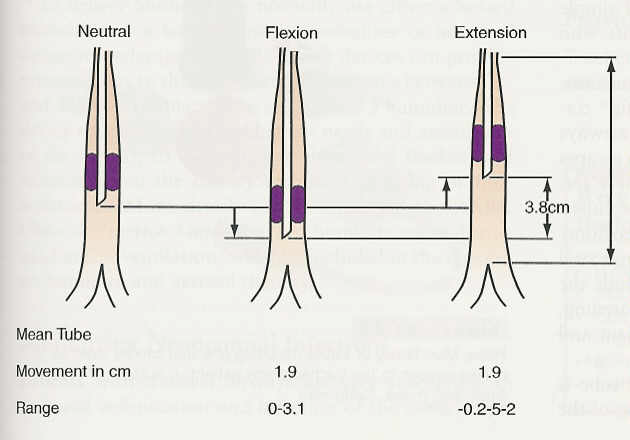 Neutral Flexion Extension
3.8cm
Mean Tube
Movement in cm 1.9 1.9
Range 0-3.1 -0.2-5-2